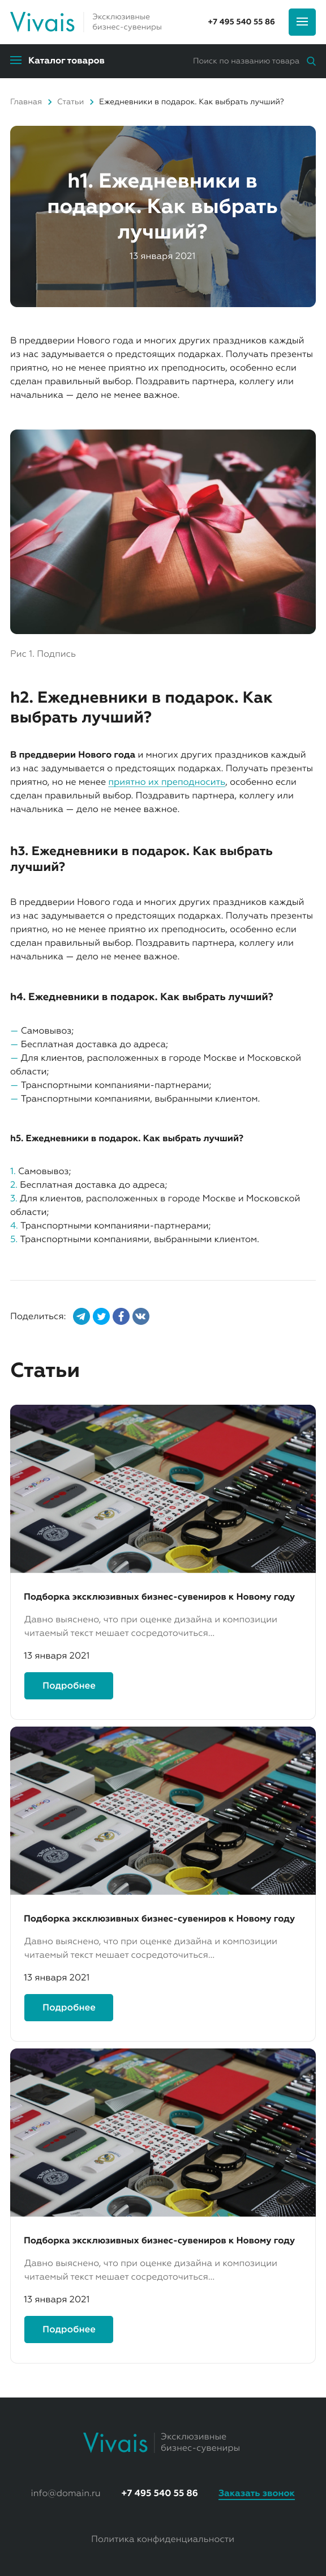 Vivais
Эксклюзивные
бизнес-сувениры
+7 495 540 55 86
Каталог товаров
Поиск по названию товара
Главная > Статьи > Ежедневники в подарок. Как выбрать лучший?
h1. Ежедневники в
подарок. Как выбрать
лучший?
13 января 2021
В преддверии Нового года и многих других праздников каждый
из нас задумывается о предстоящих подарках. Получать презенты
приятно, но не менее приятно их преподносить, особенно если
сделан правильный выбор. Поздравить партнера, коллегу или
начальника — дело не менее важное.
Рис 1. Подпись
h2. Ежедневники в подарок. Как
выбрать лучший?
В преддверии Нового года и многих других праздников каждый
из нас задумывается о предстоящих подарках. Получать презенты
приятно, но не менее приятно их преподносить, особенно если
сделан правильный выбор. Поздравить партнера, коллегу или
начальника — дело не менее важное.
h3. Ежедневники в подарок. Как выбрать
лучший?
В преддверии Нового года и многих других праздников каждый
из нас задумывается о предстоящих подарках. Получать презенты
приятно, но не менее приятно их преподносить, особенно если
сделан правильный выбор. Поздравить партнера, коллегу или
начальника — дело не менее важное.
h4. Ежедневники в подарок. Как выбрать лучший?
— Самовывоз;
— Бесплатная доставка до адреса;
— Для клиентов, расположенных в городе Москве и Московской
области;
— Транспортными компаниями-партнерами;
— Транспортными компаниями, выбранными клиентом.
h5. Ежедневники в подарок. Как выбрать лучший?
1. Самовывоз;
2. Бесплатная доставка до адреса;
3. Для клиентов, расположенных в городе Москве и Московской
области;
4. Транспортными компаниями-партнерами;
5. Транспортными компаниями, выбранными клиентом.
Поделиться:
Статьи
Подборка эксклюзивных бизнес-сувениров к Новому году
Давно выяснено, что при оценке дизайна и композиции
читаемый текст мешает сосредоточиться...
13 января 2021
Подробнее
Подборка эксклюзивных бизнес-сувениров к Новому году
Давно выяснено, что при оценке дизайна и композиции
читаемый текст мешает сосредоточиться...
13 января 2021
Подробнее
Подборка эксклюзивных бизнес-сувениров к Новому году
Давно выяснено, что при оценке дизайна и композиции
читаемый текст мешает сосредоточиться...
13 января 2021
Подробнее
Vivais
Эксклюзивные
бизнес-сувениры
info@domain.ru
+7 495 540 55 86
Заказать звонок
Политика конфиденциальности